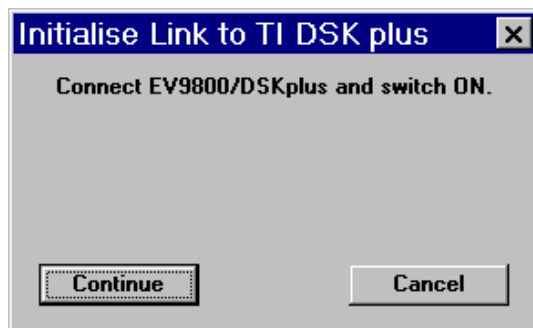 Initialise Link to TI DSK plus
Connect EV9800/DSKplus and switch ON.
Continue Cancel